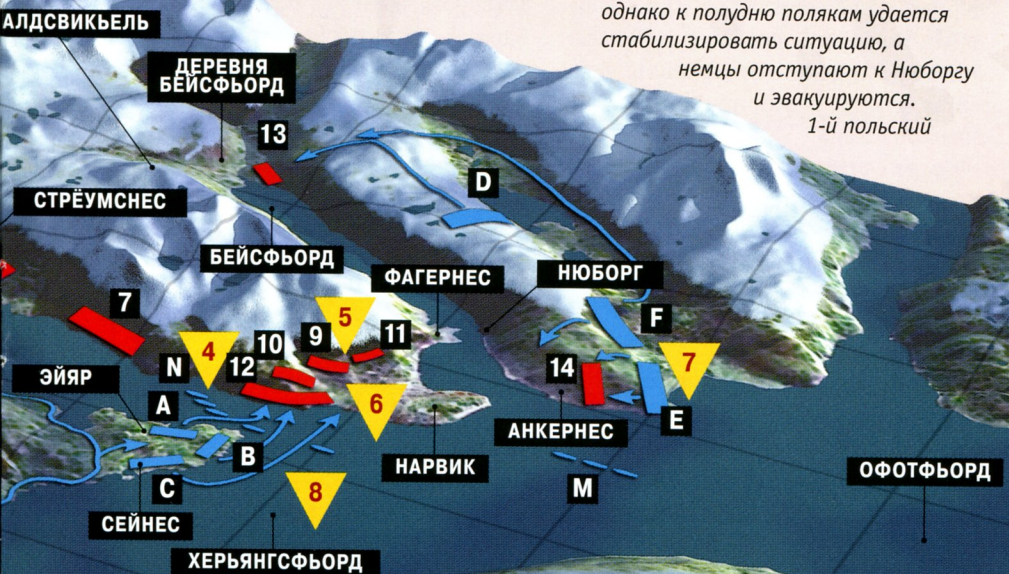 однако к полудню полякам удается
стабилизировать ситуацию, а
немцы отступают к Нюборгу
и эвакуируются.
1-й польский
АЛДСВИКЬЕЛЬ
ДЕРЕВНЯ
БЕЙСФЬОРД
13
D
СТРЁУМСНЕС
БЕЙСФЬОРД
ФАГЕРНЕС
НЮБОРГ
7
5
F
4
10
9
11
N
12
14
7
ЭЙЯР
A
6
E
B
АНКЕРНЕС
C
НАРВИК
M
ОФОТФЬОРД
8
СЕЙНЕС
ХЕРЬЯНГСФЬОРД